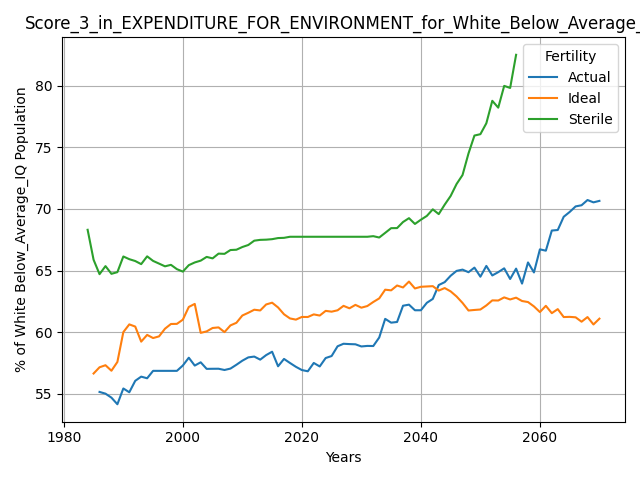 Score_3_in_EXPENDITURE_FOR_ENVIRONMENT_for_White_Below_Average_
Fertility
Actual
Ideal
Sterile
% of White Below_Average_IQ Population
80
75
70
65
60
55
1980
2000
2020
2040
2060
Years